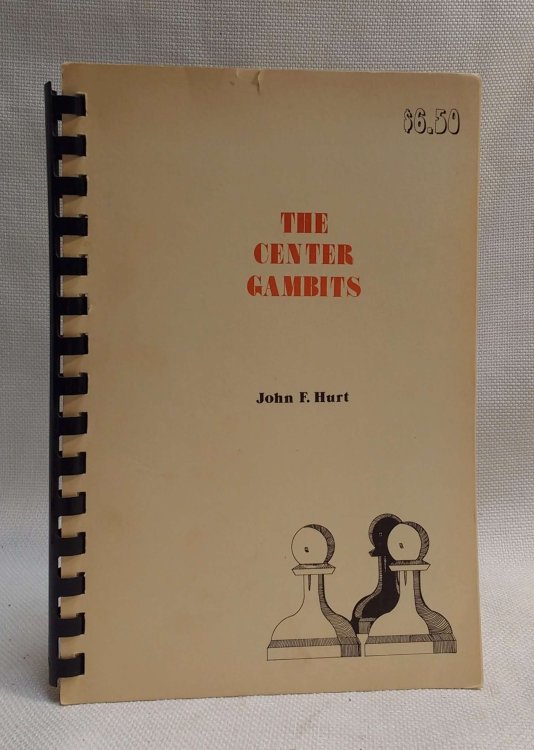 $6.50
THE
CENTER
GAMBITS
John F. Hurt